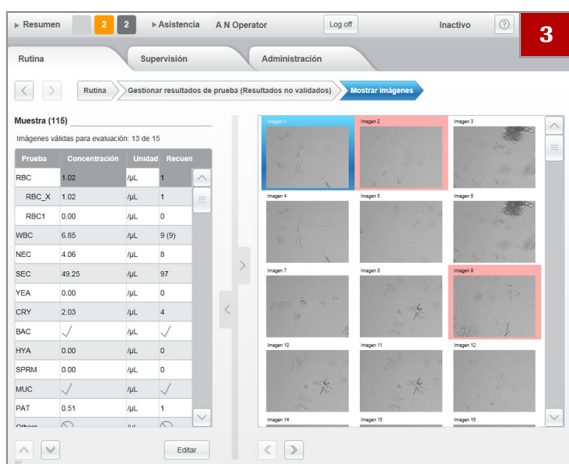 Resumen 2 2 Asistencia A N Operator Log off Inactivo ? 3
Rutina Supervisión Administración
Rutina Gestionar resultados de prueba (Resultados no validados) Mostrar imágenes
Muestra (115)
Imágenes válidas para evaluación: 13 de 15
Prueba Concentración Unidad Recuen
RBC 1.02 /µL 1
RBC_X 1.02 /µL 1
RBC1 0.00 /µL 0
WBC 6.85 /µL 9 (9)
NEC 4.06 /µL 8
SEC 49.25 /µL 97
YEA 0.00 /µL 0
CRY 2.03 /µL 4
BAC /µL
HYA 0.00 /µL 0
SPRM 0.00 /µL 0
MUC /µL
PAT 0.51 /µL 1
Editar
Imagen 1 Imagen 2 Imagen 3
Imagen 4 Imagen 5 Imagen 6
Imagen 7 Imagen 8 Imagen 9
Imagen 10 Imagen 11 Imagen 12
Imagen 14 Imagen 15